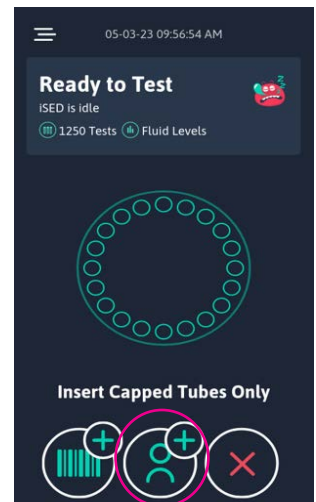 05-03-23 09:56:54 AM
Ready to Test
iSED is idle
1250 Tests Fluid Levels
Insert Capped Tubes Only